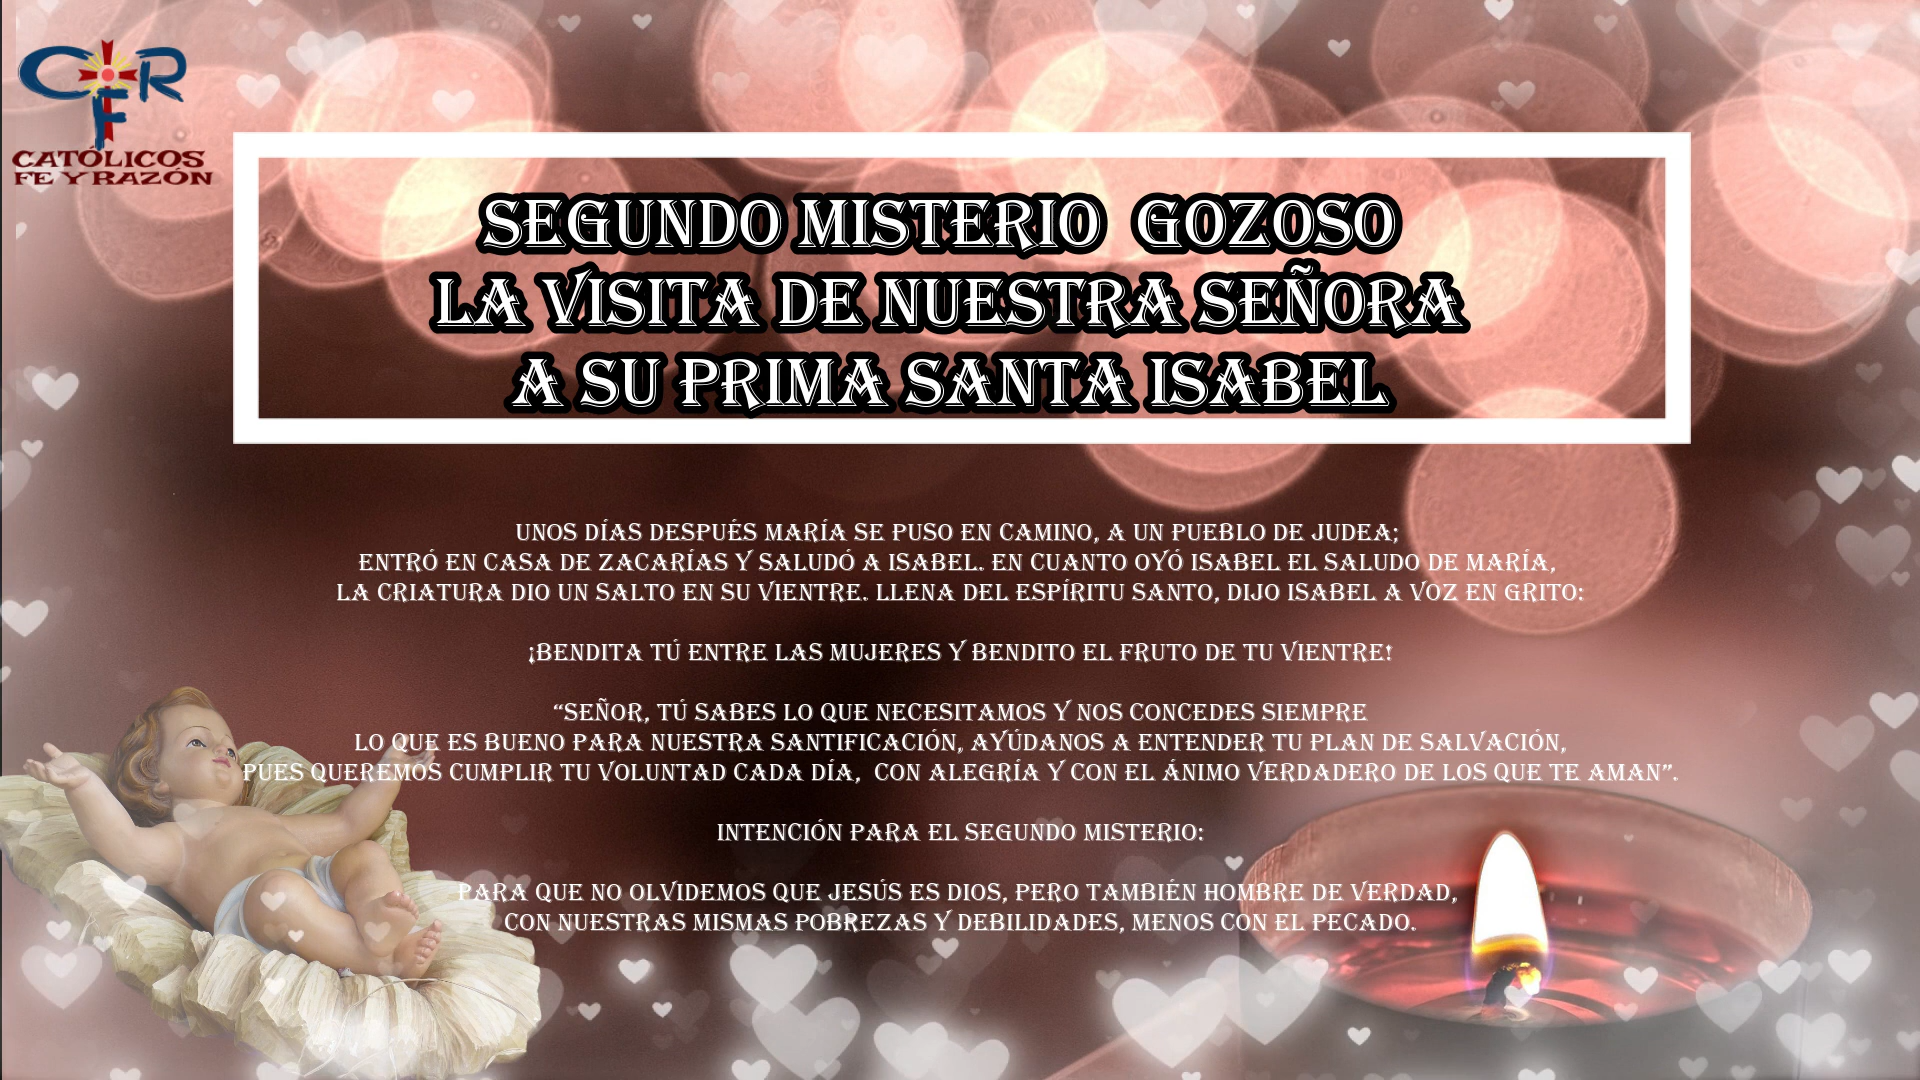 CFR
CATÓLICOS
FE Y RAZÓN
SEGUNDO MISTERIO GOZOSO
LA VISITA DE NUESTRA SEÑORA
A SU PRIMA SANTA ISABEL
UNOS DÍAS DESPUÉS MARÍA SE PUSO EN CAMINO, A UN PUEBLO DE JUDEA;
ENTRÓ EN CASA DE ZACARÍAS Y SALUDÓ A ISABEL. EN CUANTO OYÓ ISABEL EL SALUDO DE MARÍA,
LA CRIATURA DIO UN SALTO EN SU VIENTRE. LLENA DEL ESPÍRITU SANTO, DIJO ISABEL A VOZ EN GRITO:
¡BENDITA TÚ ENTRE LAS MUJERES Y BENDITO EL FRUTO DE TU VIENTRE!
“SEÑOR, TÚ SABES LO QUE NECESITAMOS Y NOS CONCEDES SIEMPRE
LO QUE ES BUENO PARA NUESTRA SANTIFICACIÓN, AYÚDANOS A ENTENDER TU PLAN DE SALVACIÓN,
PUES QUEREMOS CUMPLIR TU VOLUNTAD CADA DÍA, CON ALEGRÍA Y CON EL ÁNIMO VERDADERO DE LOS QUE TE AMAN”.
INTENCIÓN PARA EL SEGUNDO MISTERIO:
PARA QUE NO OLVIDEMOS QUE JESÚS ES DIOS, PERO TAMBIÉN HOMBRE DE VERDAD,
CON NUESTRAS MISMAS POBREZAS Y DEBILIDADES, MENOS CON EL PECADO.